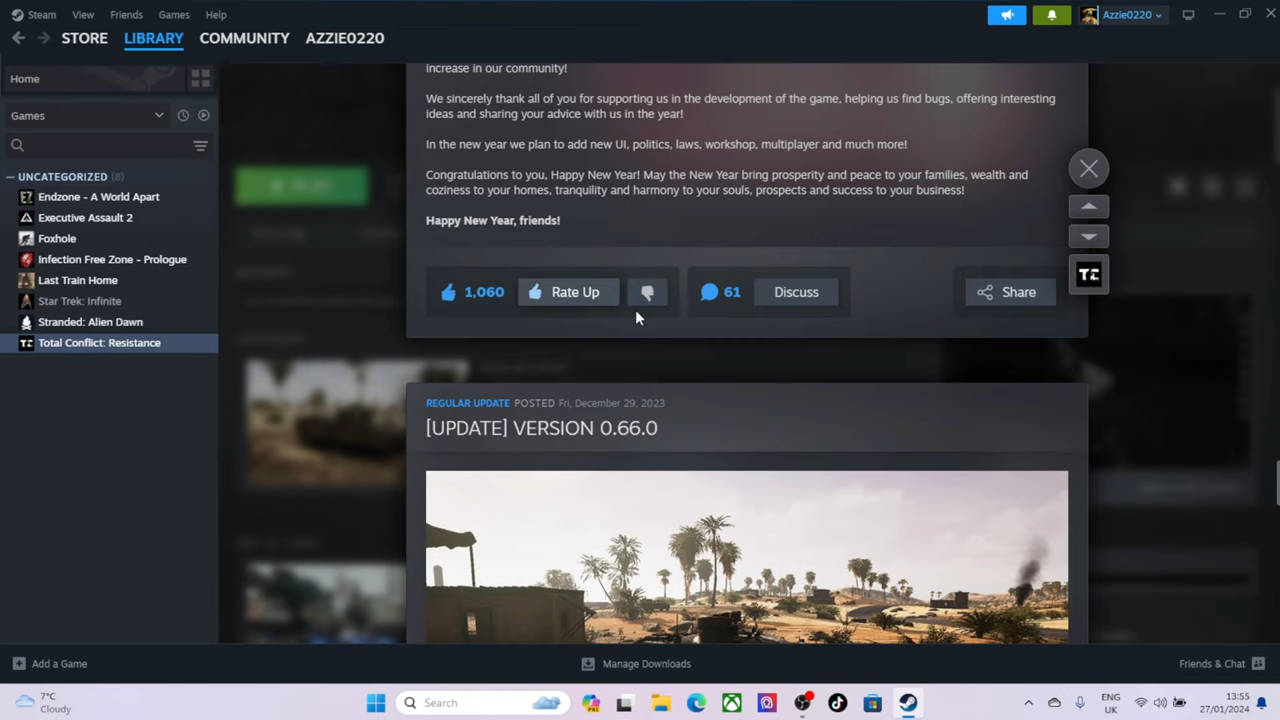 Steam View Friends Games Help
Azzie0220
STORE LIBRARY COMMUNITY AZZIE0220
Home
Games
UNCATEGORIZED (8)
Endzone - A World Apart
Executive Assault 2
Foxhole
Infection Free Zone - Prologue
Last Train Home
Star Trek: Infinite
Stranded: Alien Dawn
Total Conflict: Resistance
increase in our community!
We sincerely thank all of you for supporting us in the development of the game, helping us find bugs, offering interesting
ideas and sharing your advice with us in the year!
In the new year we plan to add new UI, politics, laws, workshop, multiplayer and much more!
Congratulations to you, Happy New Year! May the New Year bring prosperity and peace to your families, wealth and
coziness to your homes, tranquility and harmony to your souls, prospects and success to your business!
Happy New Year, friends!
1,060 Rate Up 61 Discuss Share
REGULAR UPDATE POSTED Fri, December 29, 2023
[UPDATE] VERSION 0.66.0
Add a Game Manage Downloads Friends & Chat
7°C
Cloudy
Search
ENG
UK
13:55
27/01/2024